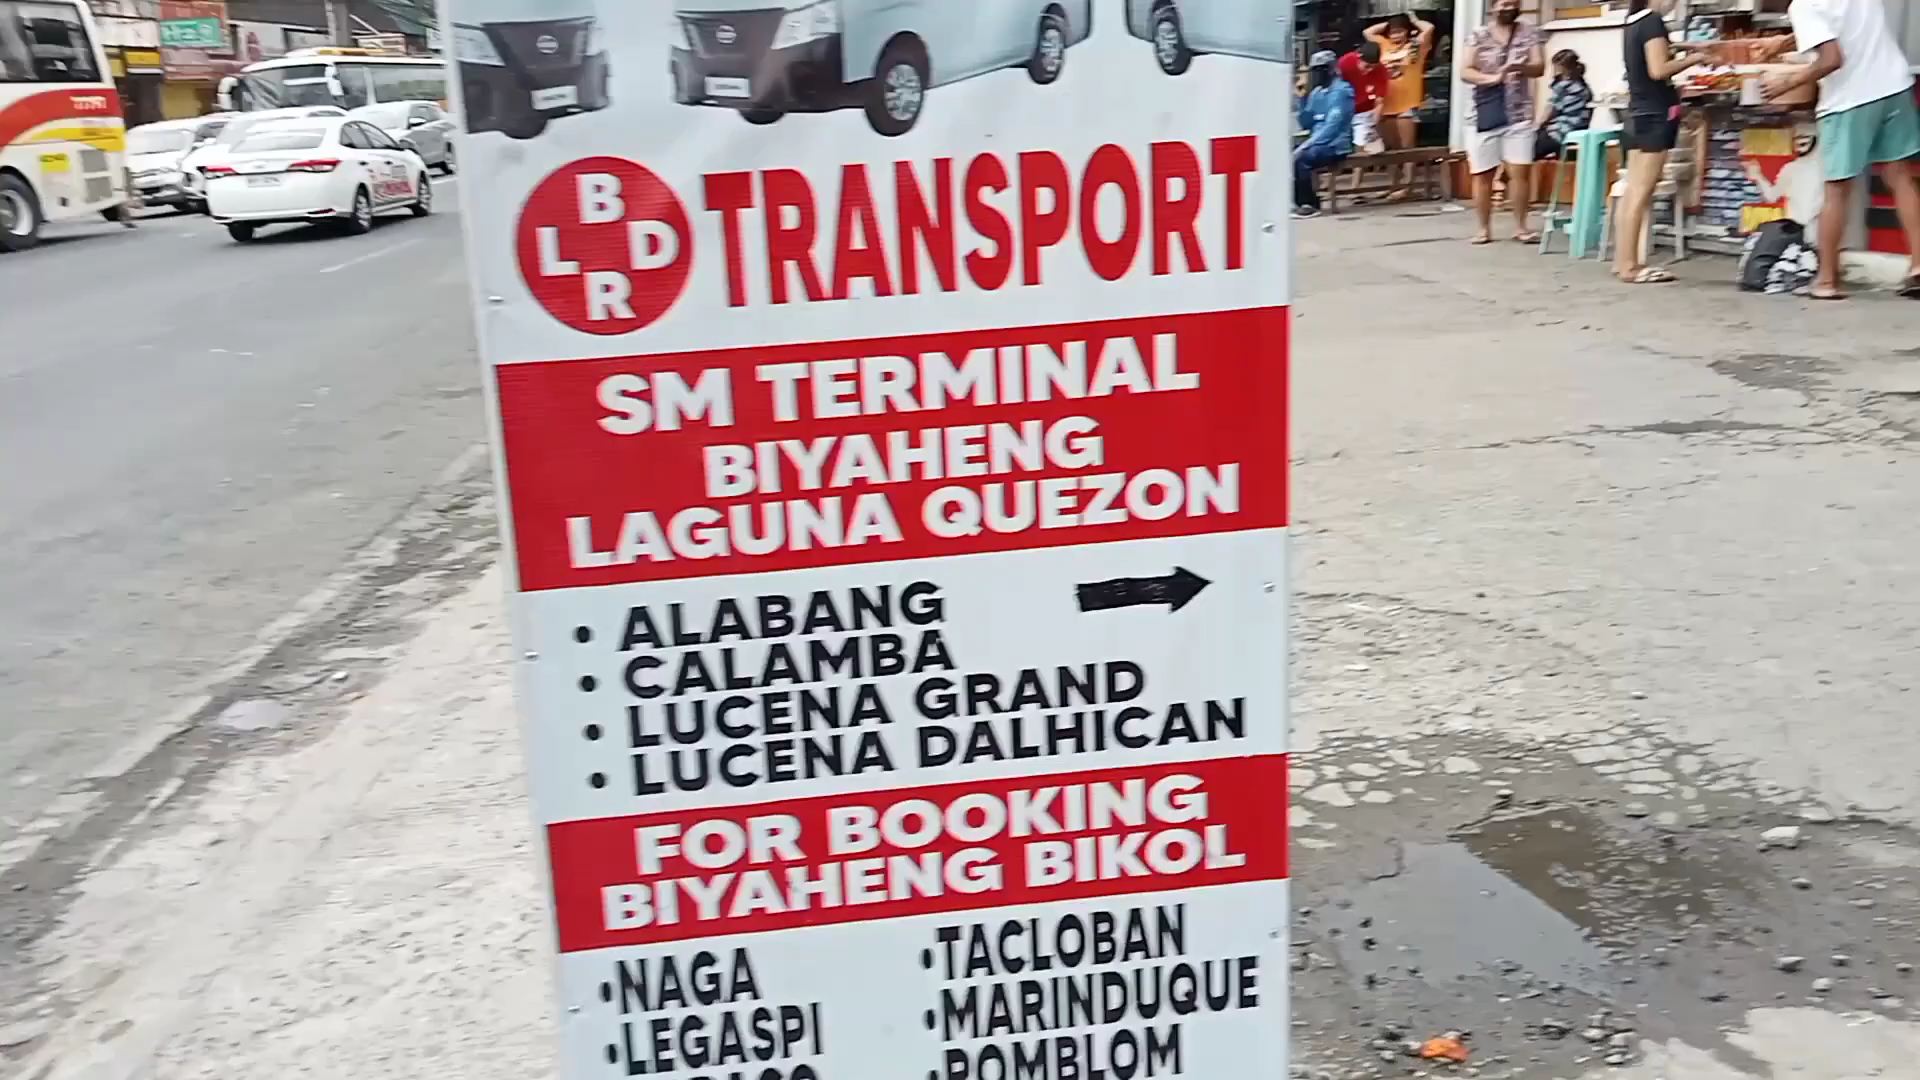 B
L D
R
TRANSPORT
SM TERMINAL
BIYAHENG
LAGUNA QUEZON
• ALABANG
• CALAMBA
• LUCENA GRAND
• LUCENA DALHICAN
FOR BOOKING
BIYAHENG BIKOL
•NAGA
•LEGASPI
•TACLOBAN
•MARINDUQUE
•ROMBLOM